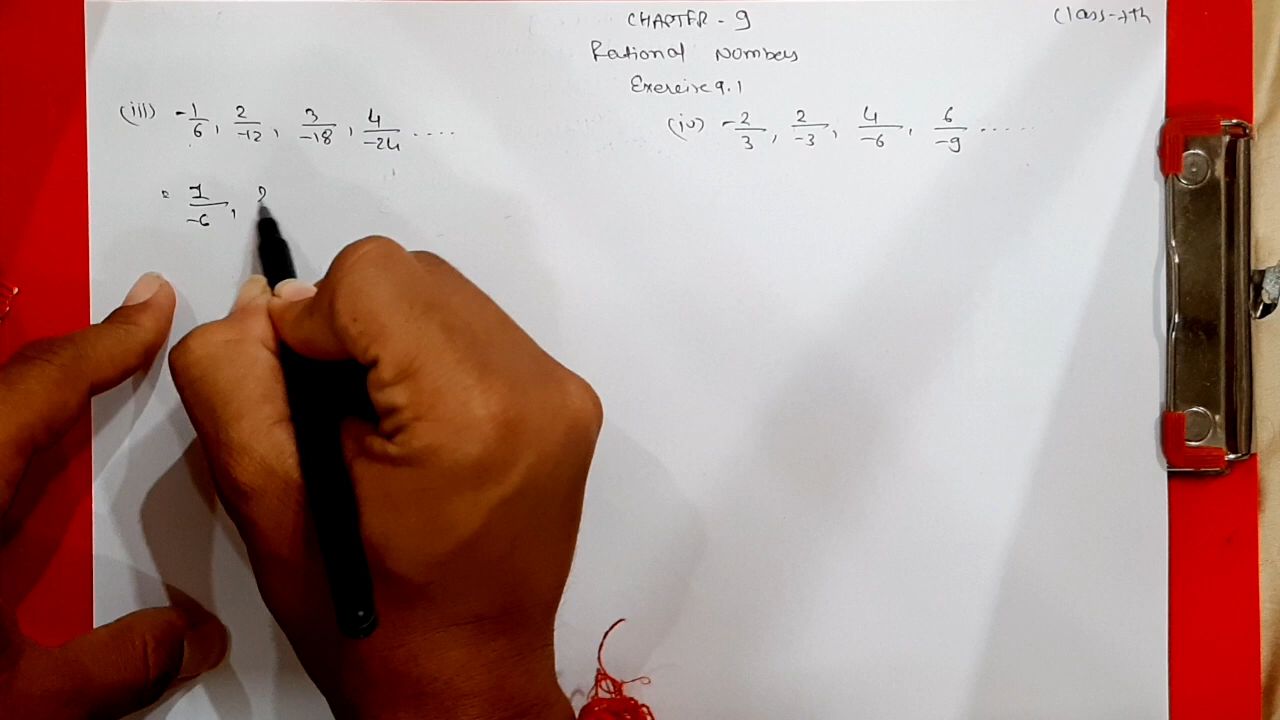 CHAPTER - 9
Class-7th
Rational Numbers
Exercise 9.1
(iii) -1/6, 2/-12, 3/-18, 4/-24 ....
(iv) -2/3, 2/-3, 4/-6, 6/-9 .....
= 1/-6, 2